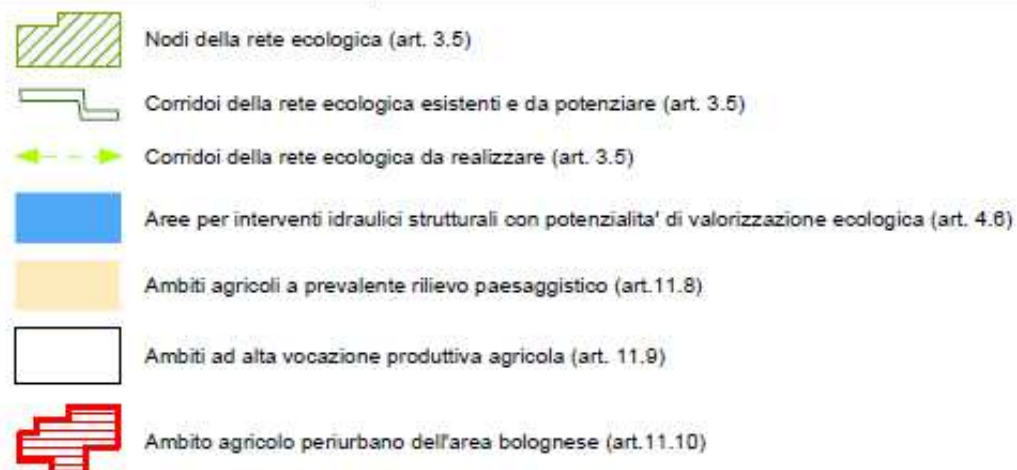 Nodi della rete ecologica (art. 3.5)
Corridoi della rete ecologica esistenti e da potenziare (art. 3.5)
Corridoi della rete ecologica da realizzare (art. 3.5)
Aree per interventi idraulici strutturali con potenzialita' di valorizzazione ecologica (art. 4.6)
Ambiti agricoli a prevalente rilievo paesaggistico (art.11.8)
Ambiti ad alta vocazione produttiva agricola (art. 11.9)
Ambito agricolo periurbano dell'area bolognese (art.11.10)